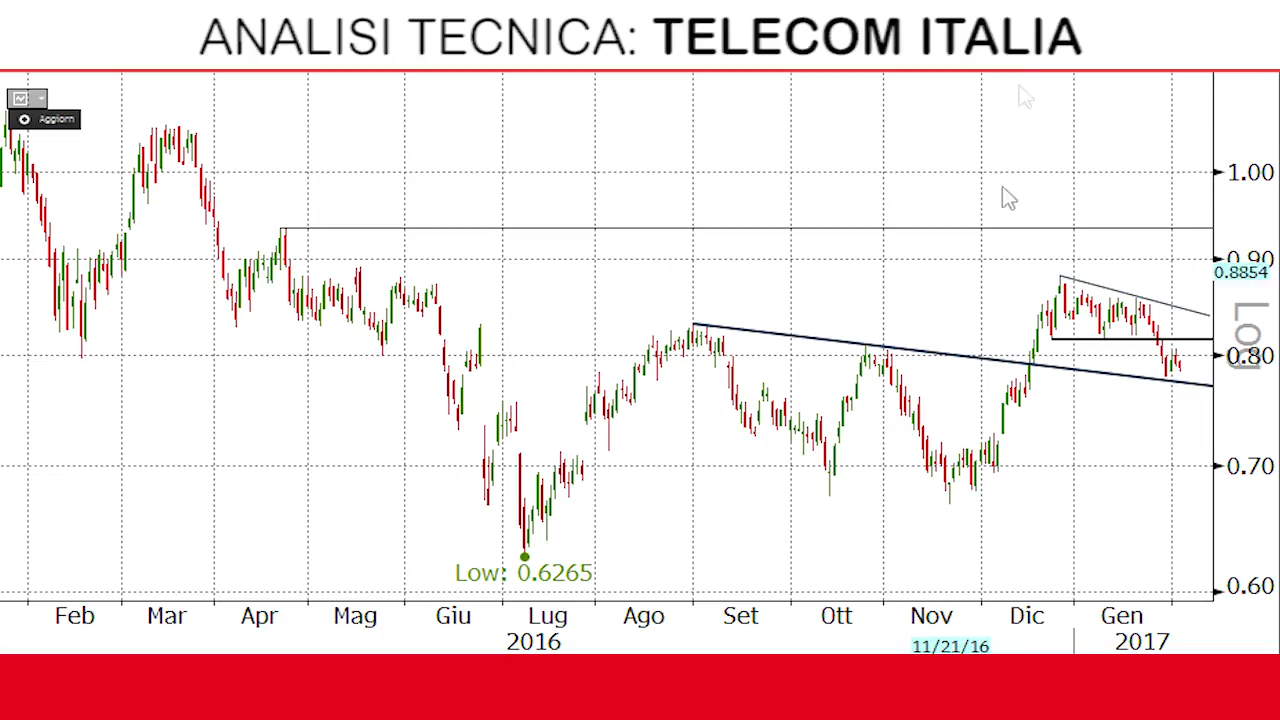 ANALISI TECNICA: TELECOM ITALIA
Aggiorn
1.00
0.90
0.8854
Log
0.80
0.70
Low: 0.6265
0.60
Feb Mar Apr Mag Giu Lug Ago Set Ott Nov Dic Gen
2016 2017
11/21/16